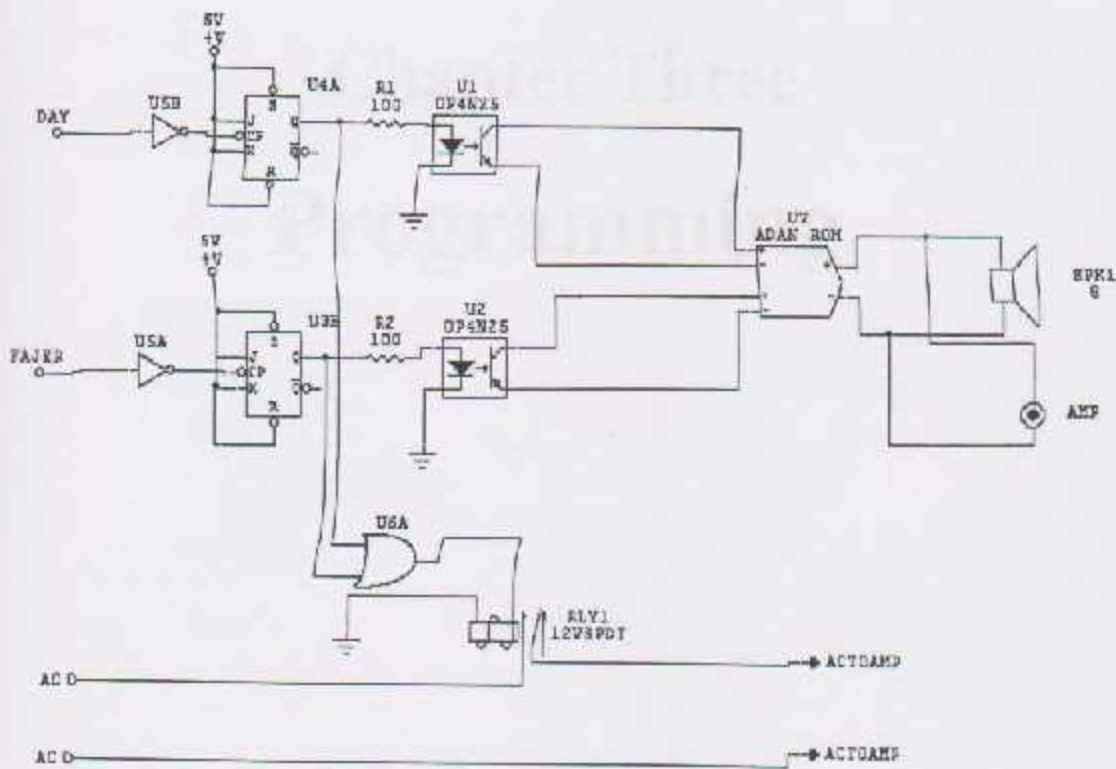 Chapter Three
Programming
5V
+V
U4A
U5B
DAY
S
J
CP
K
R
Q
Q
R1
100
U1
OP4N25
5V
+V
U3B
U5A
FAJER
S
J
CP
K
R
Q
Q
R2
100
U2
OP4N25
U7
ADAN ROM
SPK1
8
AMP
U6A
RLY1
12VSPDT
ACTOAMP
AC
AC
ACTOAMP